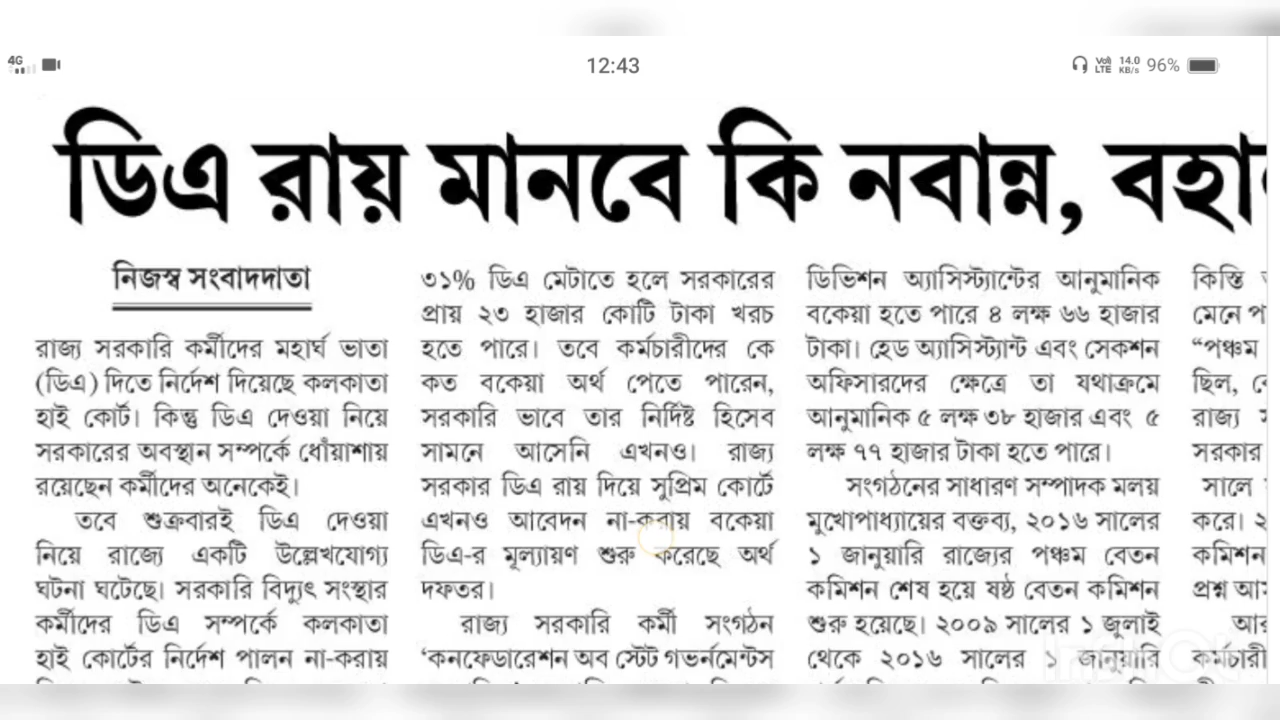 4G
12:43
Vol) LTE
14.0 KB/s
96%
ডিএ রায় মানবে কি নবান্ন,
নিজস্ব সংবাদদাতা
রাজ্য সরকারি কর্মীদের মহার্ঘ ভাতা
(ডিএ) দিতে নির্দেশ দিয়েছে কলকাতা
হাই কোর্ট। কিন্তু ডিএ দেওয়া নিয়ে
সরকারের অবস্থান সম্পর্কে ধোঁয়াশায়
রয়েছেন কর্মীদের অনেকেই।
তবে শুক্রবারই ডিএ দেওয়া
নিয়ে রাজ্যে একটি উল্লেখযোগ্য
ঘটনা ঘটেছে। সরকারি বিদ্যুৎ সংস্থার
কর্মীদের ডিএ সম্পর্কে কলকাতা
হাই কোর্টের নির্দেশ পালন না-করায়
৩১% ডিএ মেটাতে হলে সরকারের
প্রায় ২৩ হাজার কোটি টাকা খরচ
হতে পারে। তবে কর্মচারীদের কে
কত বকেয়া অর্থ পেতে পারেন,
সরকারি ভাবে তার নির্দিষ্ট হিসেব
সামনে আসেনি এখনও। রাজ্য
সরকার ডিএ রায় দিয়ে সুপ্রিম কোর্টে
এখনও আবেদন না-করায় বকেয়া
ডিএ-র মূল্যায়ণ শুরু করেছে অর্থ
দফতর।
রাজ্য সরকারি কর্মী সংগঠন
‘কনফেডারেশন অব স্টেট গভর্নমেন্টস
ডিভিশন অ্যাসিস্ট্যান্টের আনুমানিক
বকেয়া হতে পারে ৪ লক্ষ ৬৬ হাজার
টাকা। হেড অ্যাসিস্ট্যান্ট এবং সেকশন
অফিসারদের ক্ষেত্রে তা যথাক্রমে
আনুমানিক ৫ লক্ষ ৩৮ হাজার এবং ৫
লক্ষ ৭৭ হাজার টাকা হতে পারে।
সংগঠনের সাধারণ সম্পাদক মলয়
মুখোপাধ্যায়ের বক্তব্য, ২০১৬ সালের
১ জানুয়ারি রাজ্যের পঞ্চম বেতন
কমিশন শেষ হয়ে ষষ্ঠ বেতন কমিশন
শুরু হয়েছে। ২০০৯ সালের ১ জুলাই
থেকে ২০১৬ সালের ১ জানুয়ারি
কিস্তি
মেনে
“পঞ্চম
ছিল,
রাজ্য
সরকার
সালে
করে।
কমিশন
প্রশ্ন
কর্মচারী